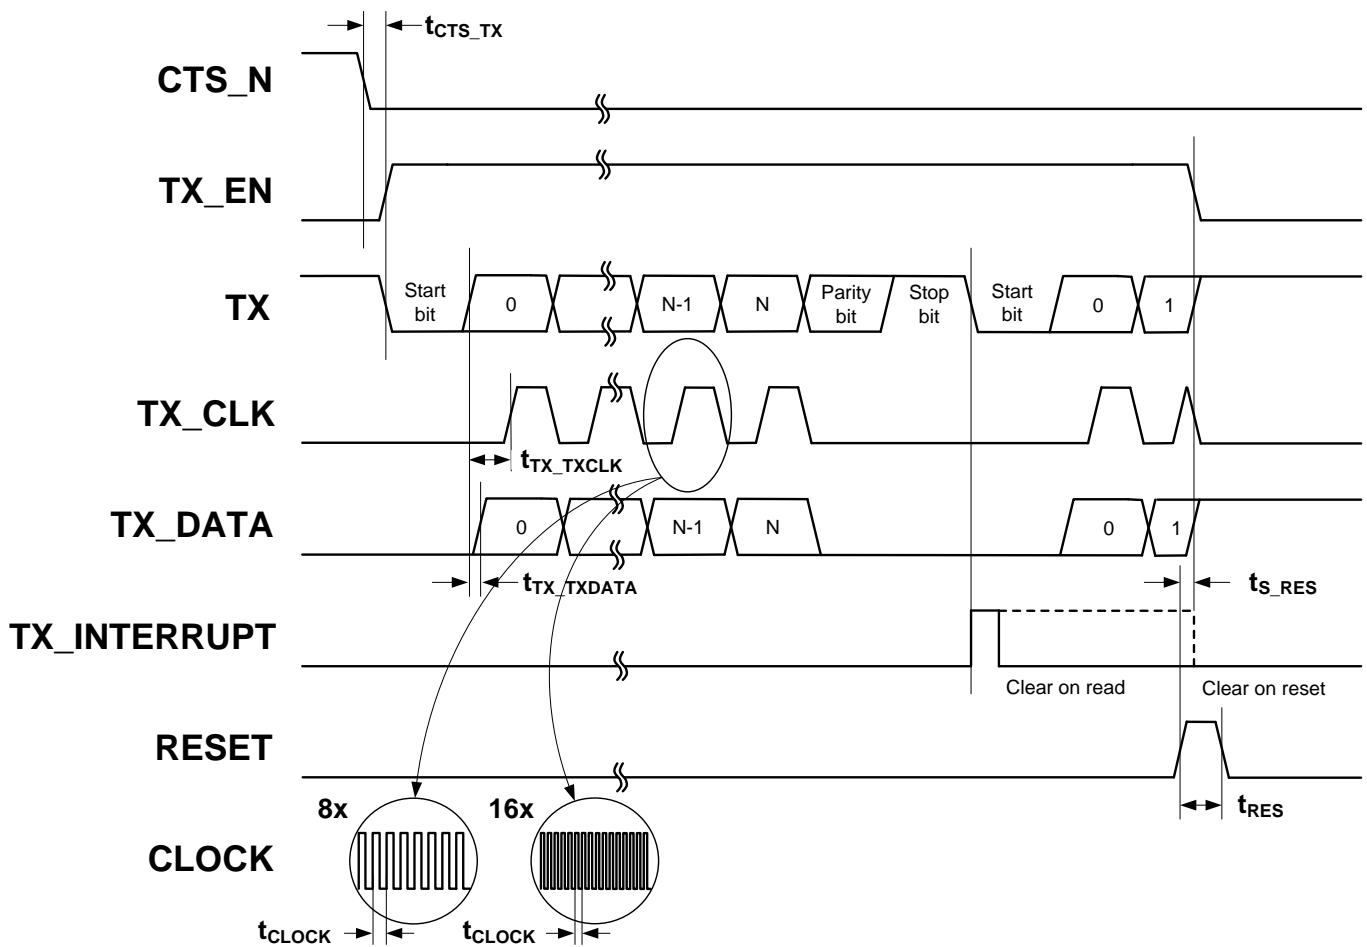 tCTS_TX
CTS_N
TX_EN
TX
Start
bit
0
N-1
N
Parity
bit
Stop
bit
Start
bit
0
1
TX_CLK
tTX_TXCLK
TX_DATA
0
N-1
N
0
1
tTX_TXDATA
tS_RES
TX_INTERRUPT
Clear on read
Clear on reset
RESET
8x
16x
tRES
CLOCK
tCLOCK
tCLOCK